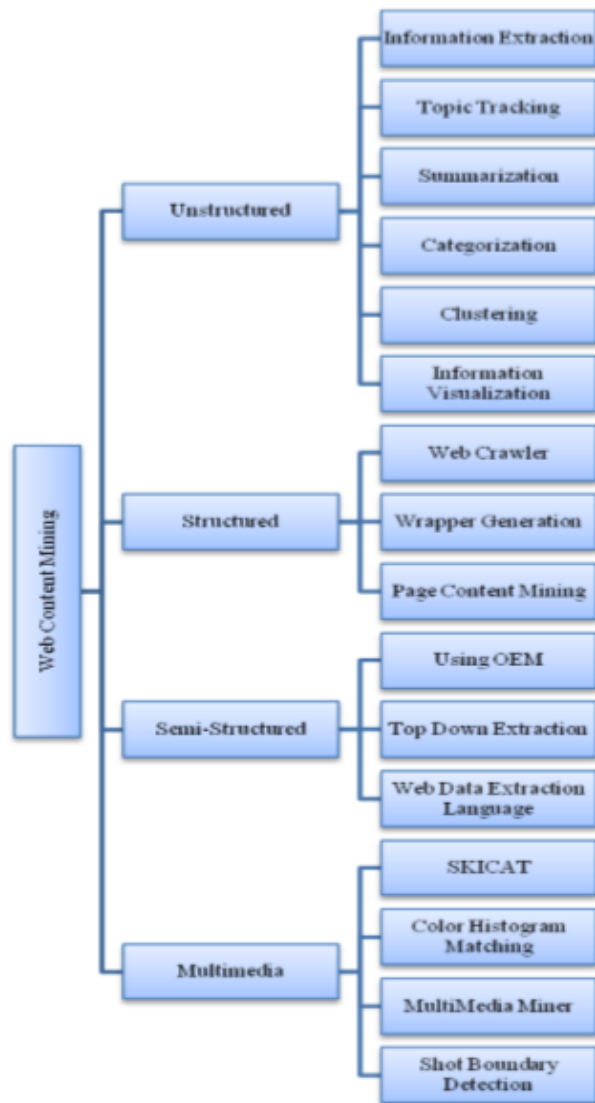 Information Extraction
Topic Tracking
Summarization
Unstructured
Categorization
Clustering
Information
Visualization
Web Content Mining
Web Crawler
Structured
Wrapper Generation
Page Content Mining
Using OEM
Semi-Structured
Top Down Extraction
Web Data Extraction
Language
SKICAT
Color Histogram
Matching
Multimedia
MultiMedia Miner
Shot Boundary
Detection